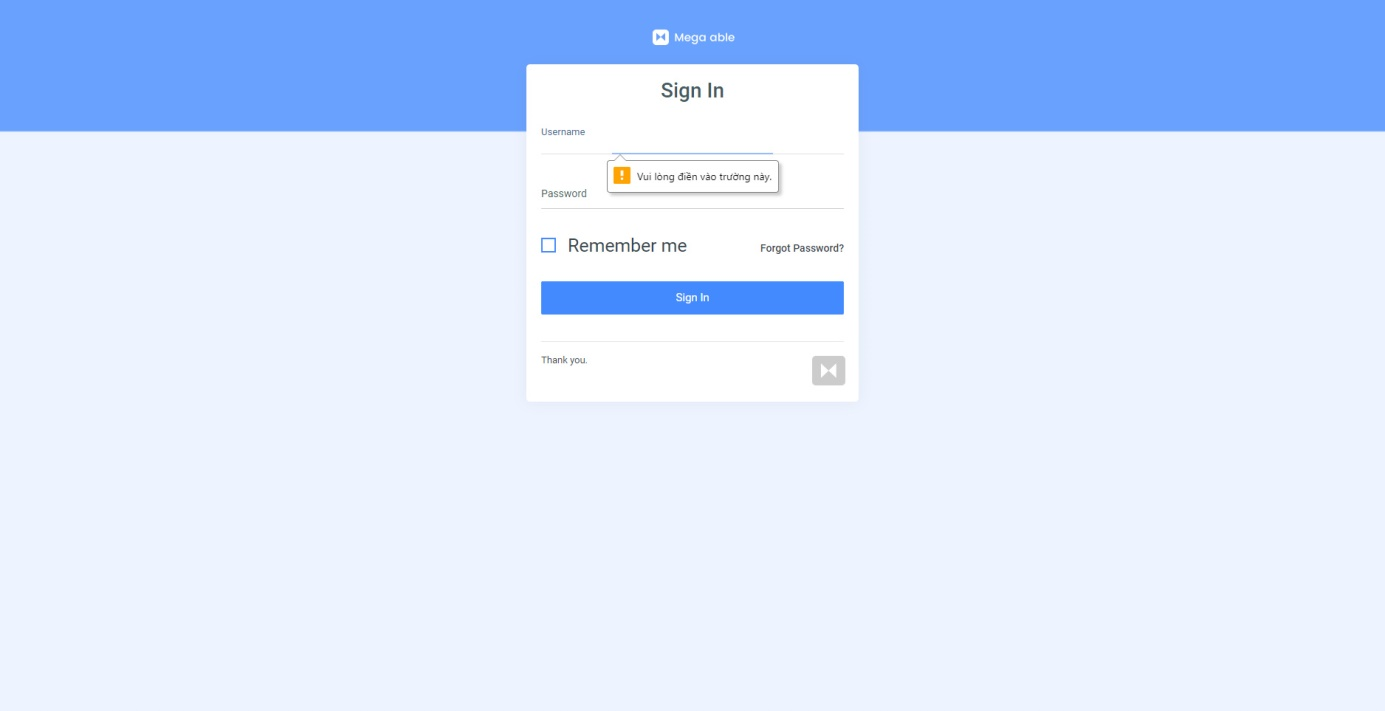 Mega able
Sign In
Username
Vui lòng điền vào trường này.
Password
Remember me
Forgot Password?
Sign In
Thank you.